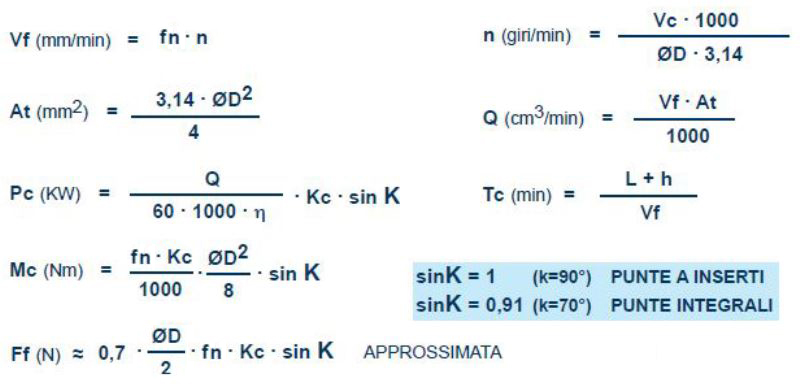 Vf (mm/min) = fn · n
n (giri/min) = Vc · 1000 / ØD · 3,14
At (mm²) = 3,14 · ØD² / 4
Q (cm³/min) = Vf · At / 1000
Pc (KW) = Q / 60 · 1000 · η · Kc · sin K
Tc (min) = L + h / Vf
Mc (Nm) = fn · Kc / 1000 · ØD² / 8 · sin K
sinK = 1 (k=90°) PUNTE A INSERTI
sinK = 0,91 (k=70°) PUNTE INTEGRALI
Ff (N) ≈ 0,7 · ØD / 2 · fn · Kc · sin K APPROSSIMATA